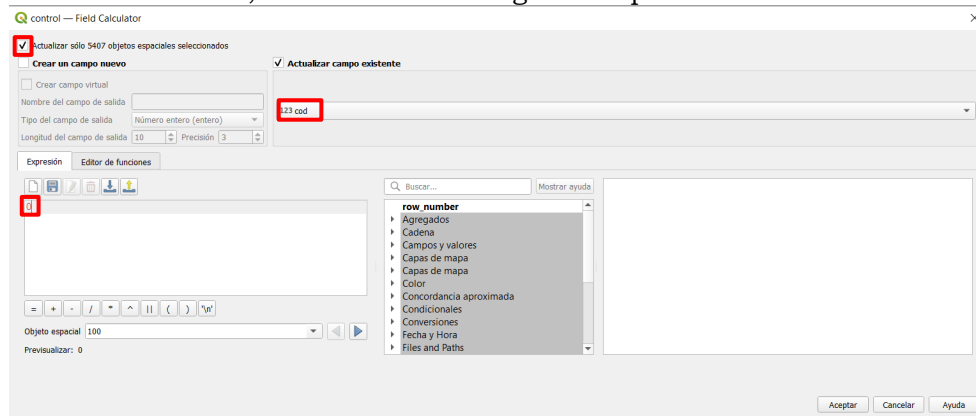 control — Field Calculator
Actualizar sólo 5407 objetos espaciales seleccionados
Crear un campo nuevo
Actualizar campo existente
Crear campo virtual
Nombre del campo de salida
Tipo del campo de salida Número entero (entero)
Longitud del campo de salida 10 Precisión 3
123 cod
Expresión Editor de funciones
0
= + - / * ^ || ( ) '\n'
Objeto espacial 100
Previsualizar: 0
Buscar... Mostrar ayuda
row_number
Agregados
Cadena
Campos y valores
Capas de mapa
Capas de mapa
Color
Concordancia aproximada
Condicionales
Conversiones
Fecha y Hora
Files and Paths
Aceptar Cancelar Ayuda